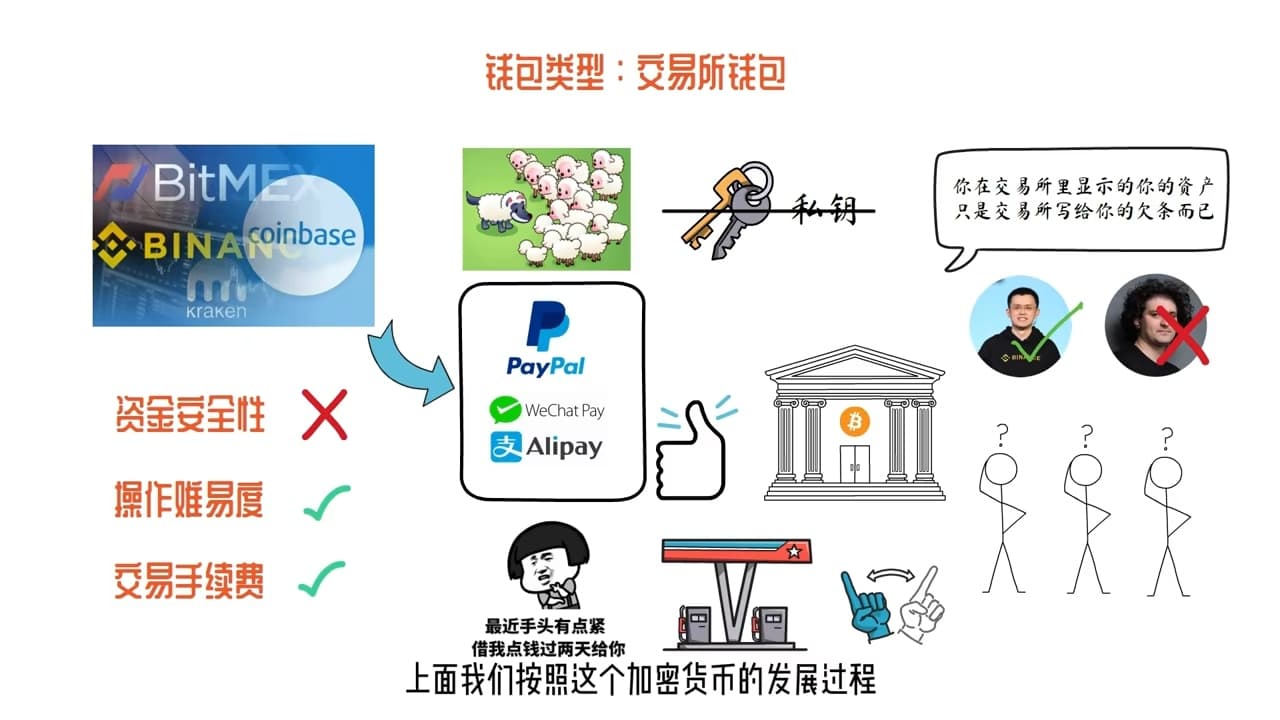 钱包类型：交易所钱包
BitMEX
BINANC
coinbase
kraken
私钥
你在交易所里显示的你的资产
只是交易所写给你的欠条而已
PayPal
WeChat Pay
支 Alipay
BINANCE
资金安全性
操作难易度
交易手续费
? ? ?
最近手头有点紧
借我点钱过两天给你
上面我们按照这个加密货币的发展过程